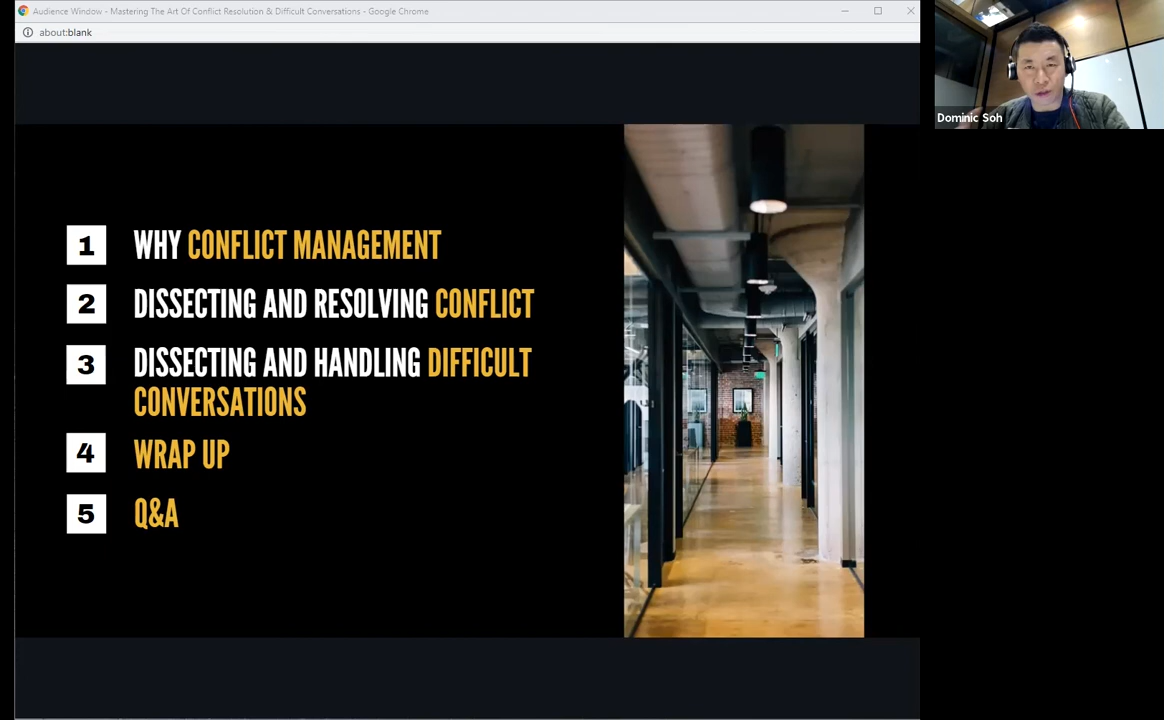 Audience Window - Mastering The Art Of Conflict Resolution & Difficult Conversations - Google Chrome
about:blank
Dominic Soh
1 WHY CONFLICT MANAGEMENT
2 DISSECTING AND RESOLVING CONFLICT
3 DISSECTING AND HANDLING DIFFICULT
CONVERSATIONS
4 WRAP UP
5 Q&A